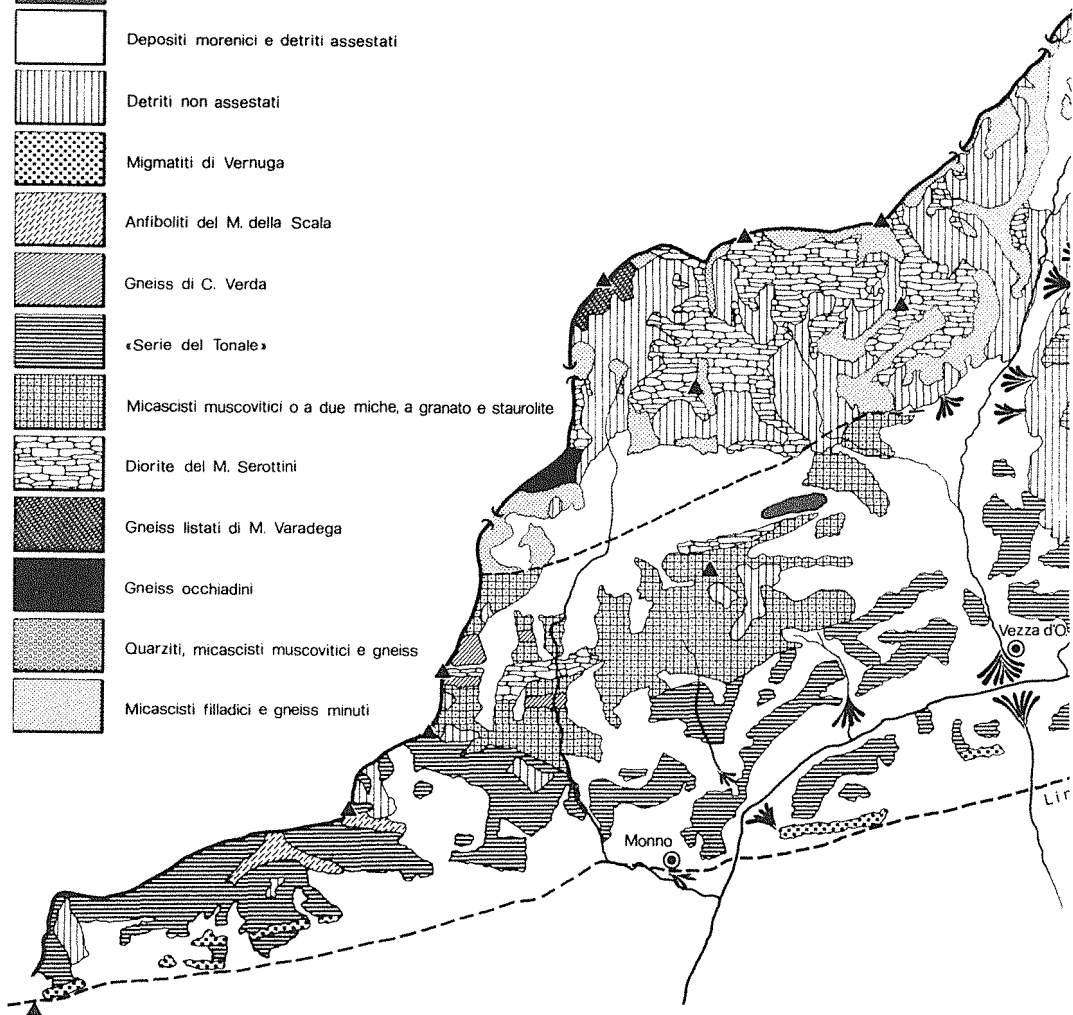 Depositi morenici e detriti assestati
Detriti non assestati
Migmatiti di Vernuga
Anfiboliti del M. della Scala
Gneiss di C. Verda
«Serie del Tonale»
Micascisti muscovitici o a due miche, a granato e staurolite
Diorite del M. Serottini
Gneiss listati di M. Varadega
Gneiss occhiadini
Quarziti, micascisti muscovitici e gneiss
Micascisti filladici e gneiss minuti
Vezza d'O
Monno